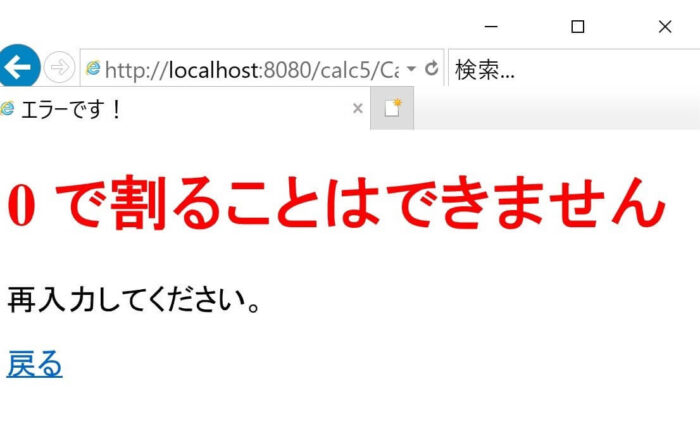 http://localhost:8080/calc5/Ca
検索...
エラーです！
0 で割ることはできません
再入力してください。
戻る